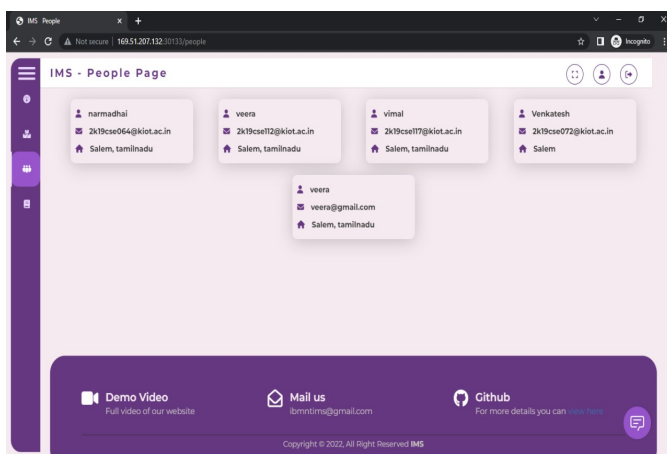 IMS People
Not secure | 169.51.207.132:30133/people
Incognito
IMS - People Page
narmadhai
2k19cse064@kiot.ac.in
Salem, tamilnadu
veera
2k19cse112@kiot.ac.in
Salem, tamilnadu
vimal
2k19cse117@kiot.ac.in
Salem, tamilnadu
Venkatesh
2k19cse072@kiot.ac.in
Salem
veera
veera@gmail.com
Salem, tamilnadu
Demo Video
Full video of our website
Mail us
ibmntims@gmail.com
Github
For more details you can view here
Copyright © 2022, All Right Reserved IMS